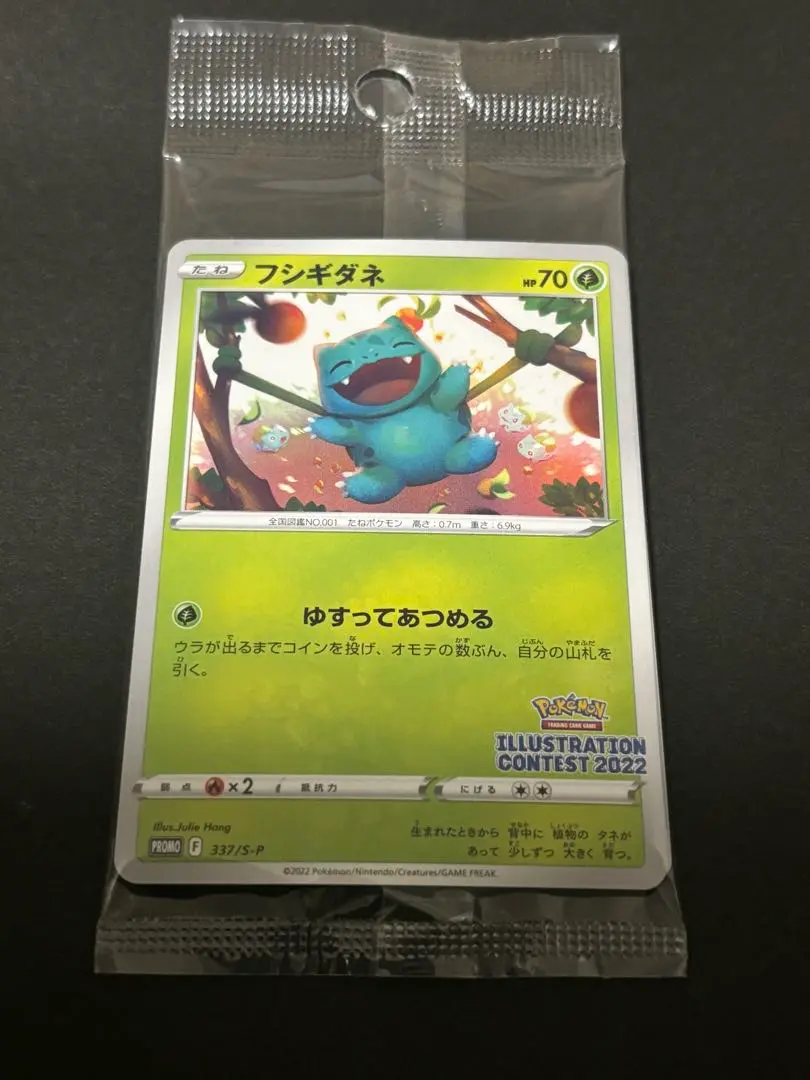 たね フシギダネ HP70
全国図鑑NO.001 たねポケモン 高さ:0.7m 重さ:6.9kg
ゆすってあつめる
ウラが出るまでコインを投げ、オモテの数ぶん、自分の山札を
引く。
Pokémon
TRADING CARD GAME
ILLUSTRATION
CONTEST 2022
弱点 ×2 抵抗力 にげる
Illus.Julie Hang
生まれたときから 背中に 植物の タネが
あって 少しずつ 大きく 育つ。
PROMO F 337/S-P
©2022 Pokémon/Nintendo/Creatures/GAME FREAK.